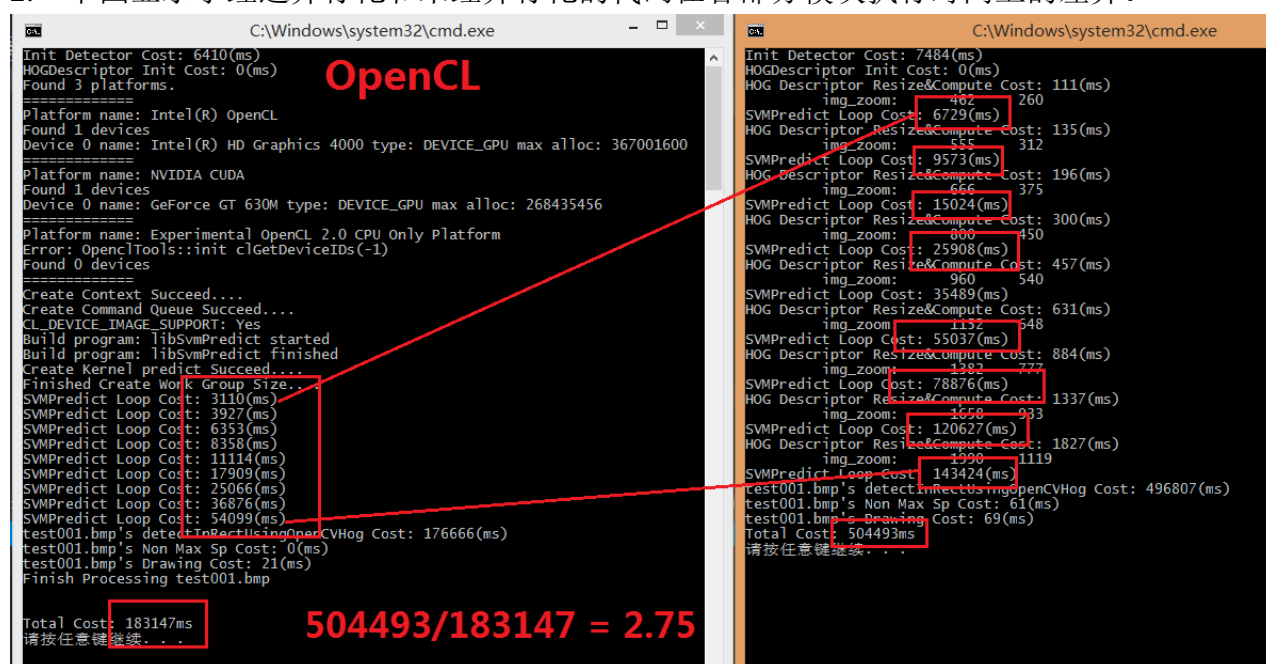 C:\Windows\system32\cmd.exe
Init Detector Cost: 6410(ms)
HOGDescriptor Init Cost: 0(ms)
Found 3 platforms.
OpenCL
=============
Platform name: Intel(R) OpenCL
Found 1 devices
Device 0 name: Intel(R) HD Graphics 4000 type: DEVICE_GPU max alloc: 367001600
=============
Platform name: NVIDIA CUDA
Found 1 devices
Device 0 name: GeForce GT 630M type: DEVICE_GPU max alloc: 268435456
=============
Platform name: Experimental OpenCL 2.0 CPU Only Platform
Error: OpenclTools::init clGetDeviceIDs(-1)
Found 0 devices
=============
Create Context Succeed....
Create Command Queue Succeed....
CL_DEVICE_IMAGE_SUPPORT: Yes
Build program: libSvmPredict started
Build program: libSvmPredict finished
Create Kernel predict Succeed....
Finished Create Work Group Size....
SVMPredict Loop Cost: 3110(ms)
SVMPredict Loop Cost: 3927(ms)
SVMPredict Loop Cost: 6353(ms)
SVMPredict Loop Cost: 8358(ms)
SVMPredict Loop Cost: 11114(ms)
SVMPredict Loop Cost: 17909(ms)
SVMPredict Loop Cost: 25066(ms)
SVMPredict Loop Cost: 36876(ms)
SVMPredict Loop Cost: 54099(ms)
test001.bmp's detectInRectUsingOpenCVHog Cost: 176666(ms)
test001.bmp's Non Max Sp Cost: 0(ms)
test001.bmp's Drawing Cost: 21(ms)
Finish Processing test001.bmp
Total Cost: 183147ms
请按任意键继续. . .
504493/183147 = 2.75
C:\Windows\system32\cmd.exe
Init Detector Cost: 7484(ms)
HOGDescriptor Init Cost: 0(ms)
HOG Descriptor Resize&Compute Cost: 111(ms)
img_zoom: 462 260
SVMPredict Loop Cost: 6729(ms)
HOG Descriptor Resize&Compute Cost: 135(ms)
img_zoom: 555 312
SVMPredict Loop Cost: 9573(ms)
HOG Descriptor Resize&Compute Cost: 196(ms)
img_zoom: 666 375
SVMPredict Loop Cost: 15024(ms)
HOG Descriptor Resize&Compute Cost: 300(ms)
img_zoom: 800 450
SVMPredict Loop Cost: 25908(ms)
HOG Descriptor Resize&Compute Cost: 457(ms)
img_zoom: 960 540
SVMPredict Loop Cost: 35489(ms)
HOG Descriptor Resize&Compute Cost: 631(ms)
img_zoom: 1152 648
SVMPredict Loop Cost: 55037(ms)
HOG Descriptor Resize&Compute Cost: 884(ms)
img_zoom: 1382 777
SVMPredict Loop Cost: 78876(ms)
HOG Descriptor Resize&Compute Cost: 1337(ms)
img_zoom: 1658 933
SVMPredict Loop Cost: 120627(ms)
HOG Descriptor Resize&Compute Cost: 1827(ms)
img_zoom: 1990 1119
SVMPredict Loop Cost: 143424(ms)
test001.bmp's detectInRectUsingOpenCVHog Cost: 496807(ms)
test001.bmp's Non Max Sp Cost: 61(ms)
test001.bmp's Drawing Cost: 69(ms)
Total Cost: 504493ms
请按任意键继续. . .